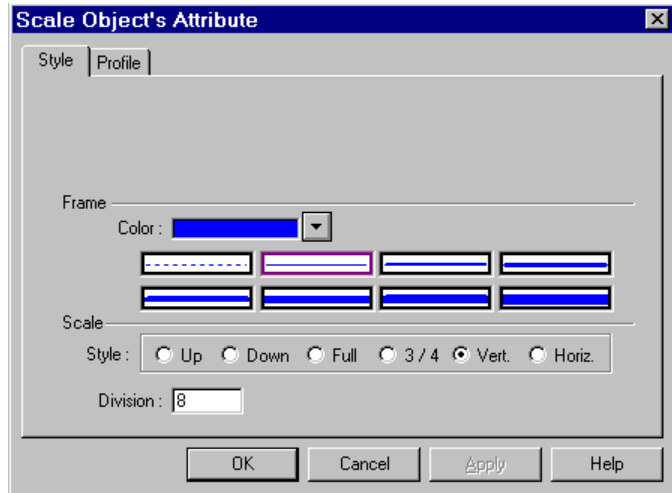 Scale Object's Attribute
Style Profile
Frame
Color :
Scale
Style : Up Down Full 3 / 4 Vert. Horiz.
Division : 8
OK Cancel Apply Help